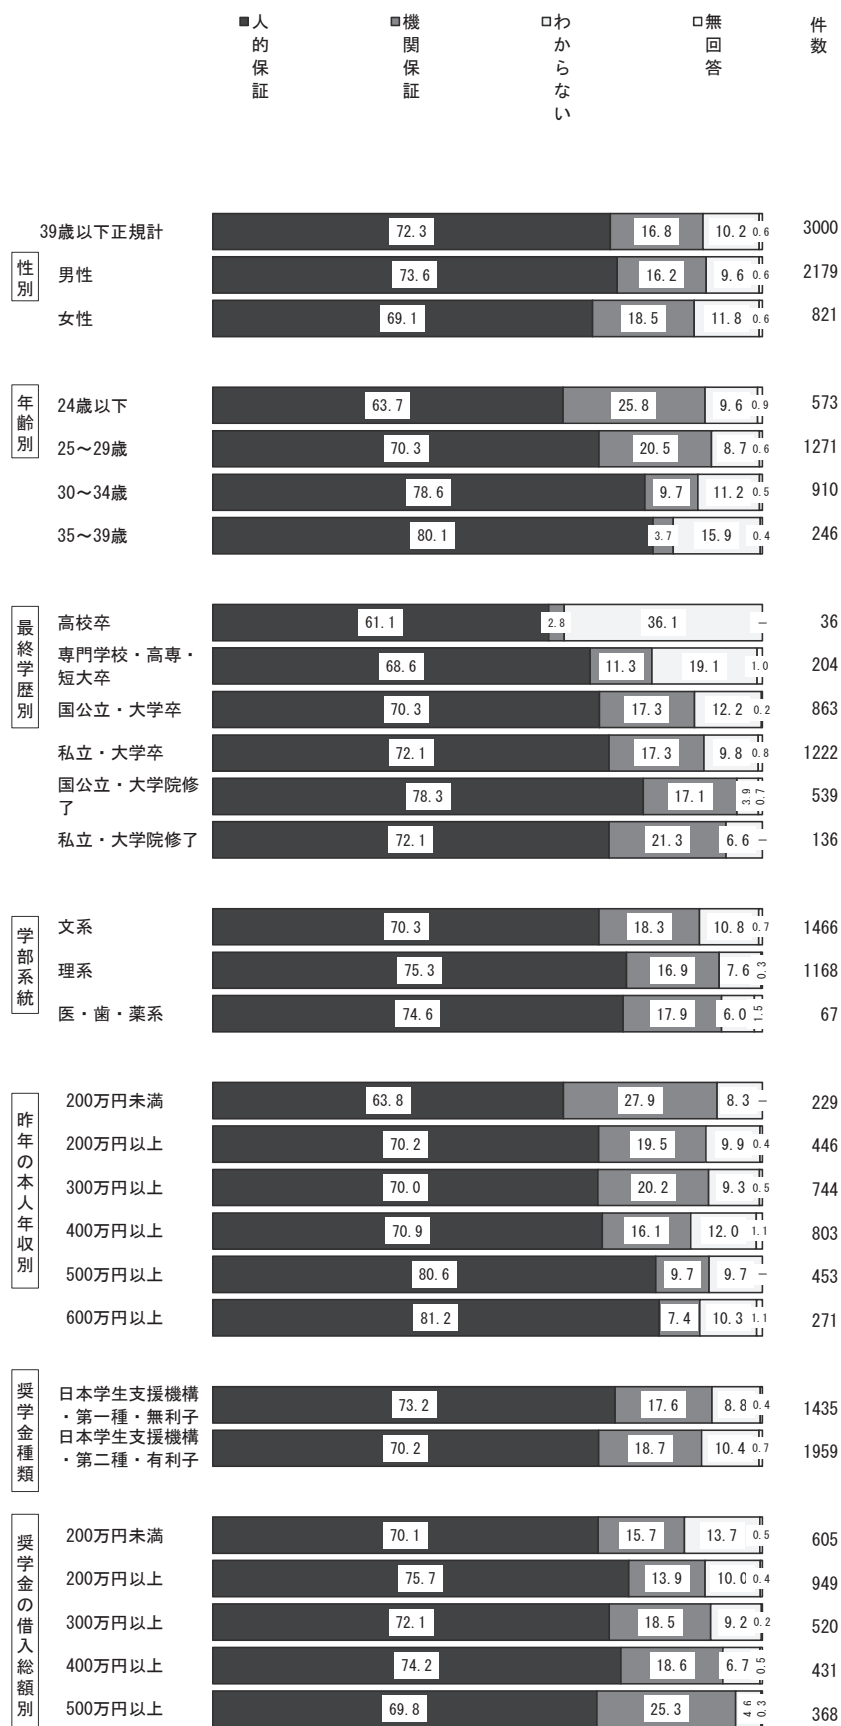 ■人的保証 ■機関保証 □わからない □無回答 件数
39歳以下正規計 72.3 16.8 10.2 0.6 3000
性別
男性 73.6 16.2 9.6 0.6 2179
女性 69.1 18.5 11.8 0.6 821
年齢別
24歳以下 63.7 25.8 9.6 0.9 573
25～29歳 70.3 20.5 8.7 0.6 1271
30～34歳 78.6 9.7 11.2 0.5 910
35～39歳 80.1 3.7 15.9 0.4 246
最終学歴別
高校卒 61.1 2.8 36.1 － 36
専門学校・高専・
短大卒 68.6 11.3 19.1 1.0 204
国公立・大学卒 70.3 17.3 12.2 0.2 863
私立・大学卒 72.1 17.3 9.8 0.8 1222
国公立・大学院修
了 78.3 17.1 3.9 0.7 539
私立・大学院修了 72.1 21.3 6.6 － 136
学部系統
文系 70.3 18.3 10.8 0.7 1466
理系 75.3 16.9 7.6 0.3 1168
医・歯・薬系 74.6 17.9 6.0 1.5 67
昨年の本人年収別
200万円未満 63.8 27.9 8.3 － 229
200万円以上 70.2 19.5 9.9 0.4 446
300万円以上 70.0 20.2 9.3 0.5 744
400万円以上 70.9 16.1 12.0 1.1 803
500万円以上 80.6 9.7 9.7 － 453
600万円以上 81.2 7.4 10.3 1.1 271
奨学金種類
日本学生支援機構
・第一種・無利子 73.2 17.6 8.8 0.4 1435
日本学生支援機構
・第二種・有利子 70.2 18.7 10.4 0.7 1959
奨学金の借入総額別
200万円未満 70.1 15.7 13.7 0.5 605
200万円以上 75.7 13.9 10.0 0.4 949
300万円以上 72.1 18.5 9.2 0.2 520
400万円以上 74.2 18.6 6.7 0.5 431
500万円以上 69.8 25.3 4.6 0.3 368